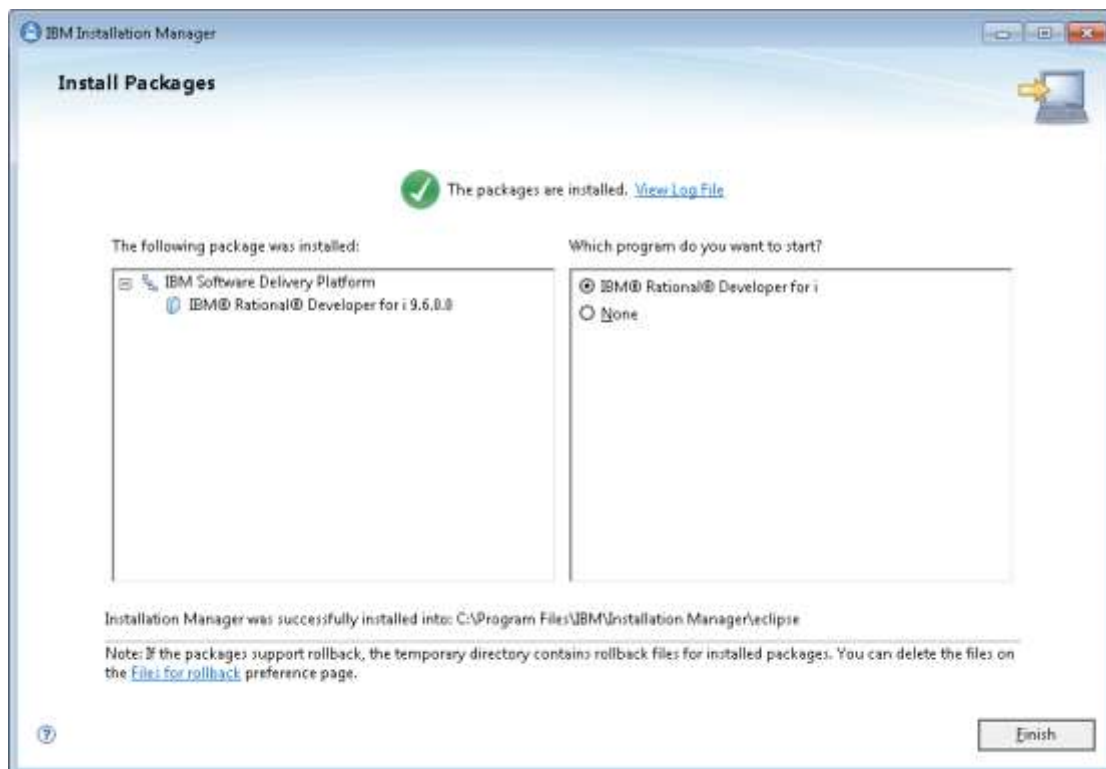 IBM Installation Manager
Install Packages
The packages are installed. View Log File
The following package was installed:
IBM Software Delivery Platform
IBM® Rational® Developer for i 9.6.0.0
Which program do you want to start?
IBM® Rational® Developer for i
None
Installation Manager was successfully installed into: C:\Program Files\IBM\Installation Manager\eclipse
Note: If the packages support rollback, the temporary directory contains rollback files for installed packages. You can delete the files on
the Files for rollback preference page.
?
Finish